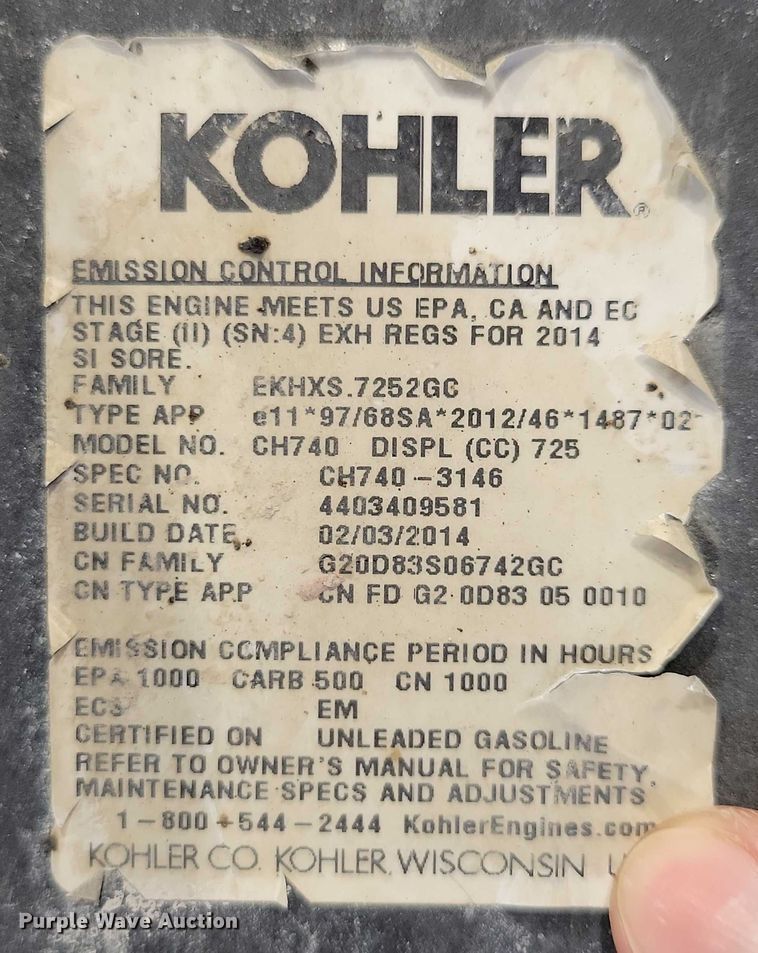 KOHLER®
EMISSION CONTROL INFORMATION
THIS ENGINE MEETS US EPA, CA AND EC
STAGE (II) (SN:4) EXH REGS FOR 2014
SI SORE.
FAMILY EKHXS.7252GC
TYPE APP e11*97/68SA*2012/46*1487*02
MODEL NO. CH740 DISPL (CC) 725
SPEC NO. CH740-3146
SERIAL NO. 4403409581
BUILD DATE 02/03/2014
CN FAMILY G20D83S06742GC
CN TYPE APP CN FD G2 0D83 05 0010
EMISSION COMPLIANCE PERIOD IN HOURS
EPA 1000 CARB 500 CN 1000
ECS EM
CERTIFIED ON UNLEADED GASOLINE
REFER TO OWNER'S MANUAL FOR SAFETY,
MAINTENANCE SPECS AND ADJUSTMENTS
1-800-544-2444 KohlerEngines.com
KOHLER CO. KOHLER, WISCONSIN
Purple Wave Auction